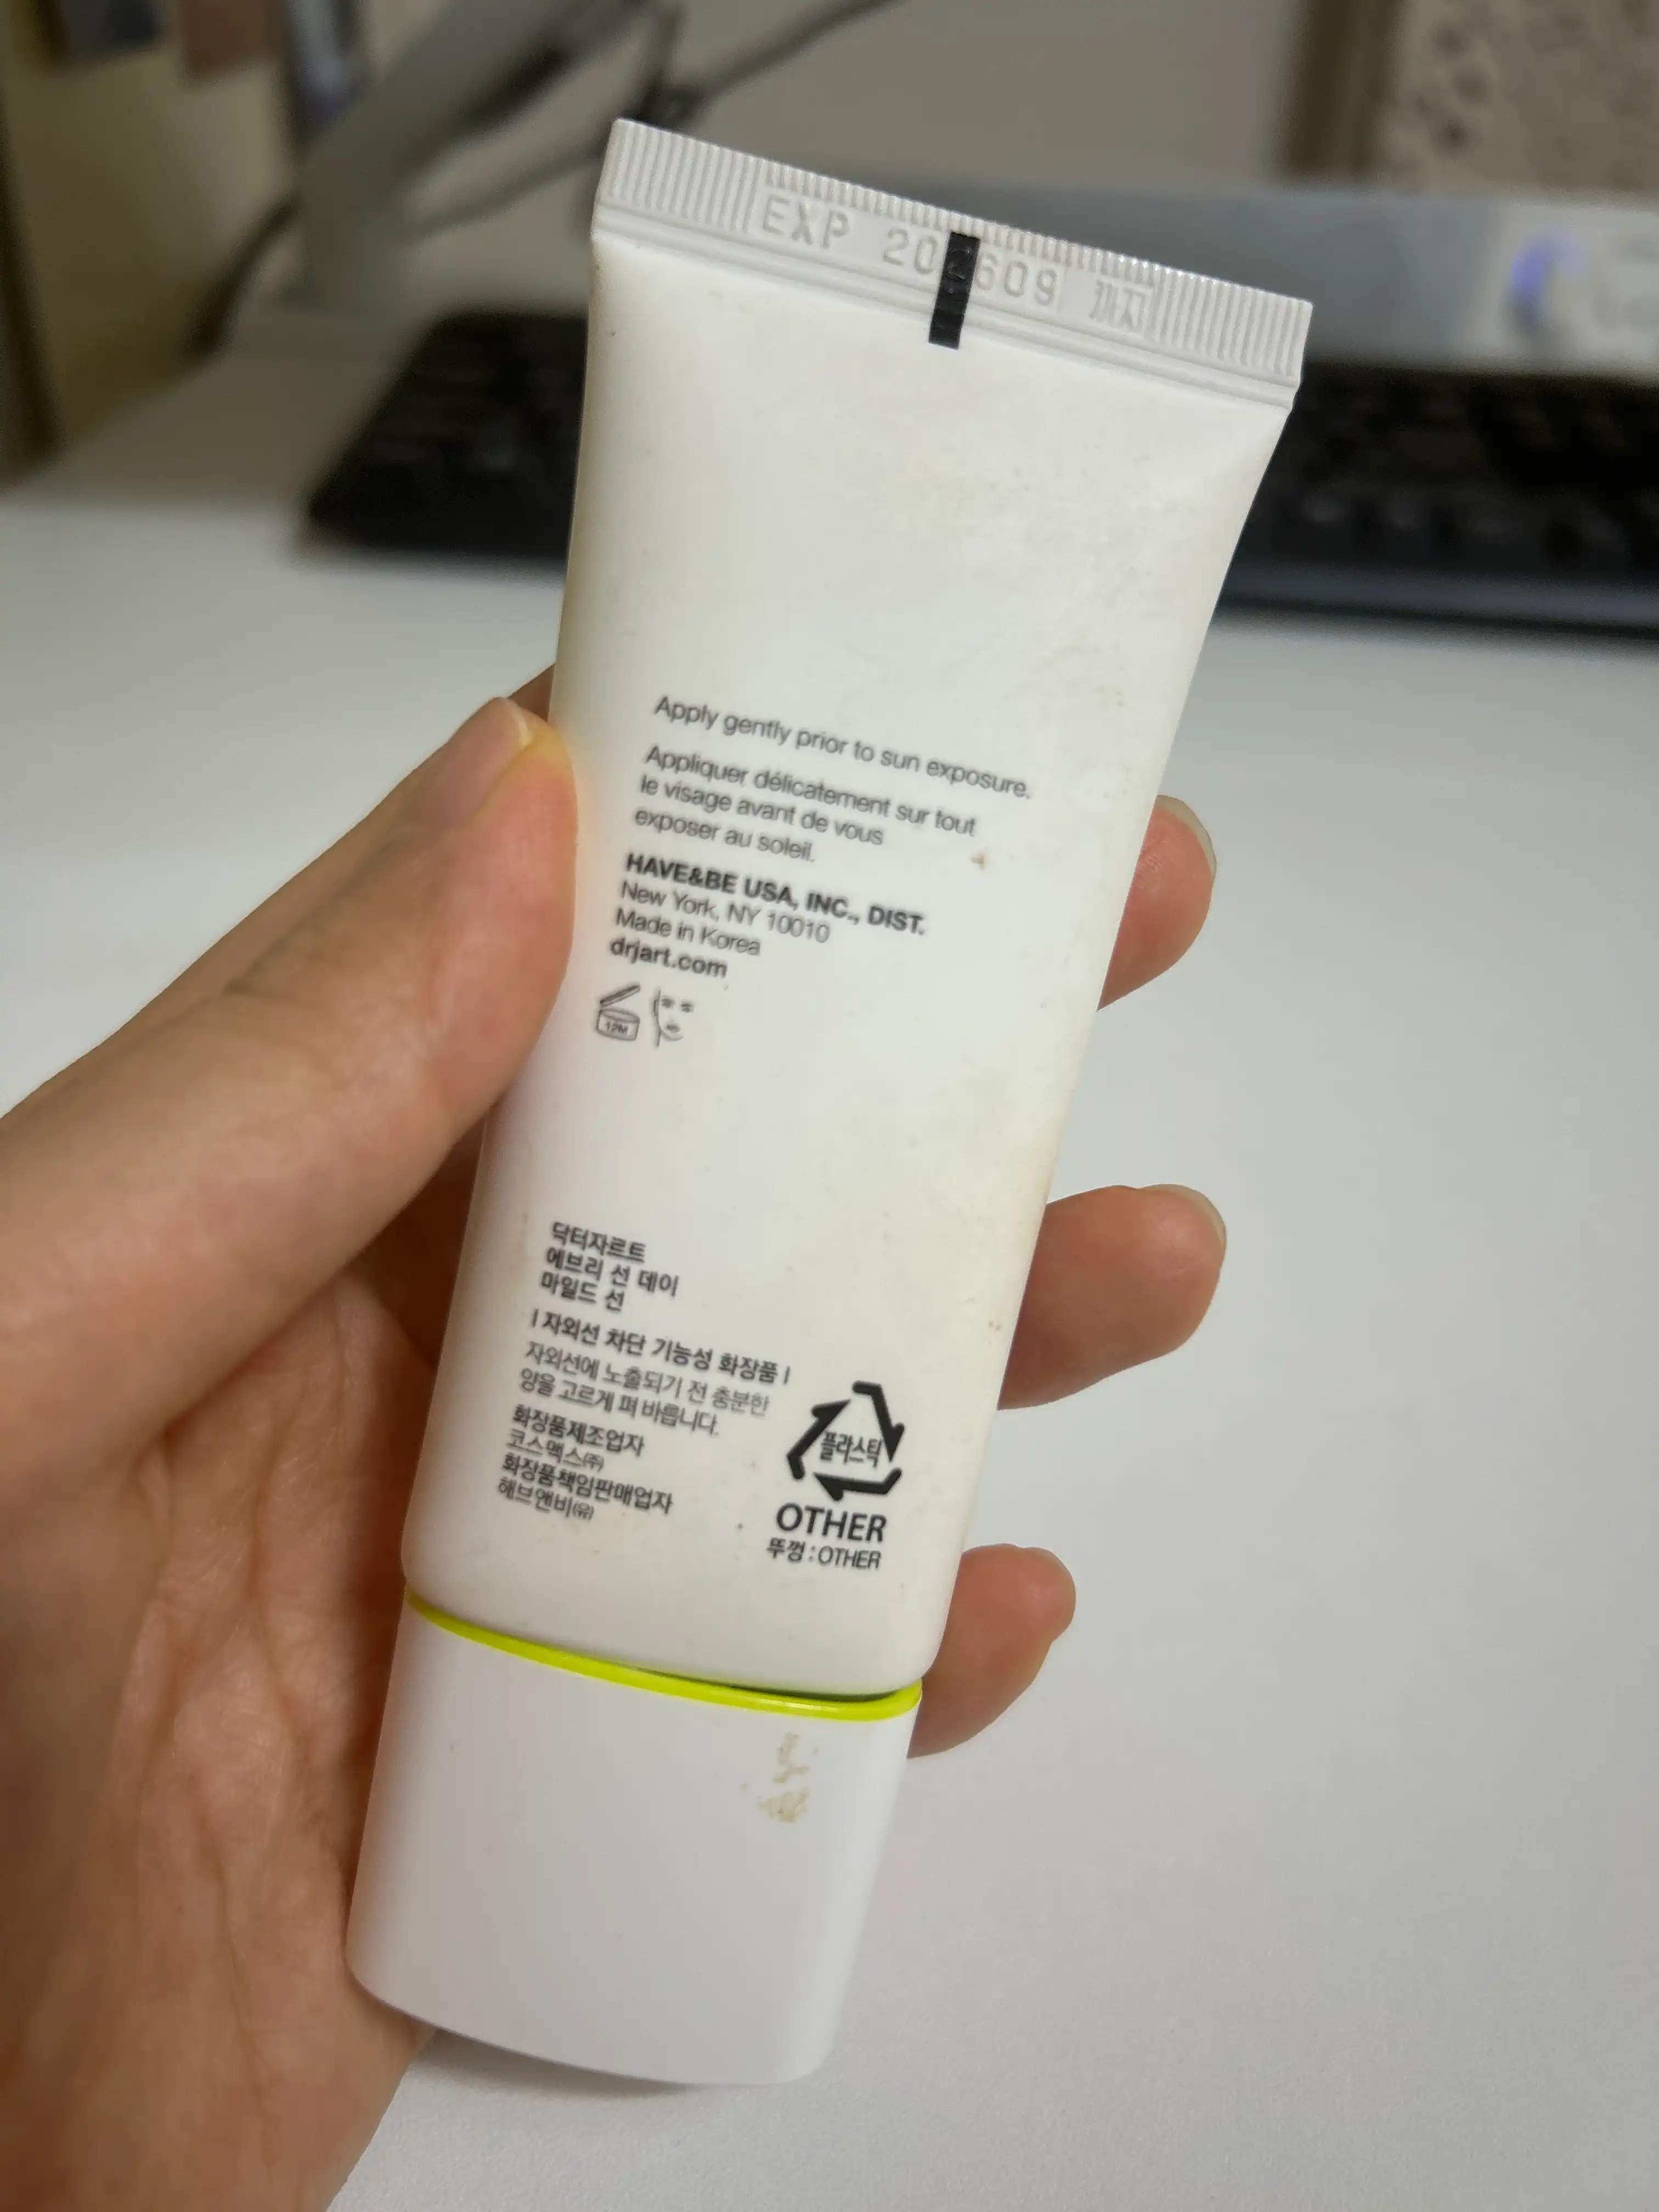 EXP 까지
Apply gently prior to sun exposure.
Appliquer délicatement sur tout
le visage avant de vous
exposer au soleil.
HAVE&BE USA, INC., DIST.
New York, NY 10010
Made in Korea
drjart.com
12M
닥터자르트
에브리 선 데이
마일드 선
| 자외선 차단 기능성 화장품 |
자외선에 노출되기 전 충분한
양을 고르게 펴 바릅니다.
화장품제조업자
코스맥스㈜
화장품책임판매업자
해브앤비(유)
플라스틱
OTHER
뚜껑 : OTHER